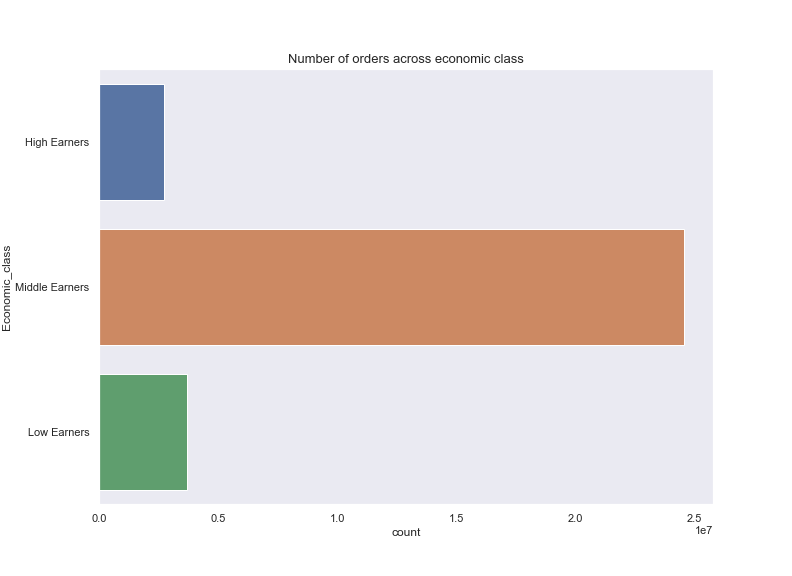 Number of orders across economic class
Economic_class
High Earners
Middle Earners
Low Earners
0.0 0.5 1.0 1.5 2.0 2.5
1e7
count